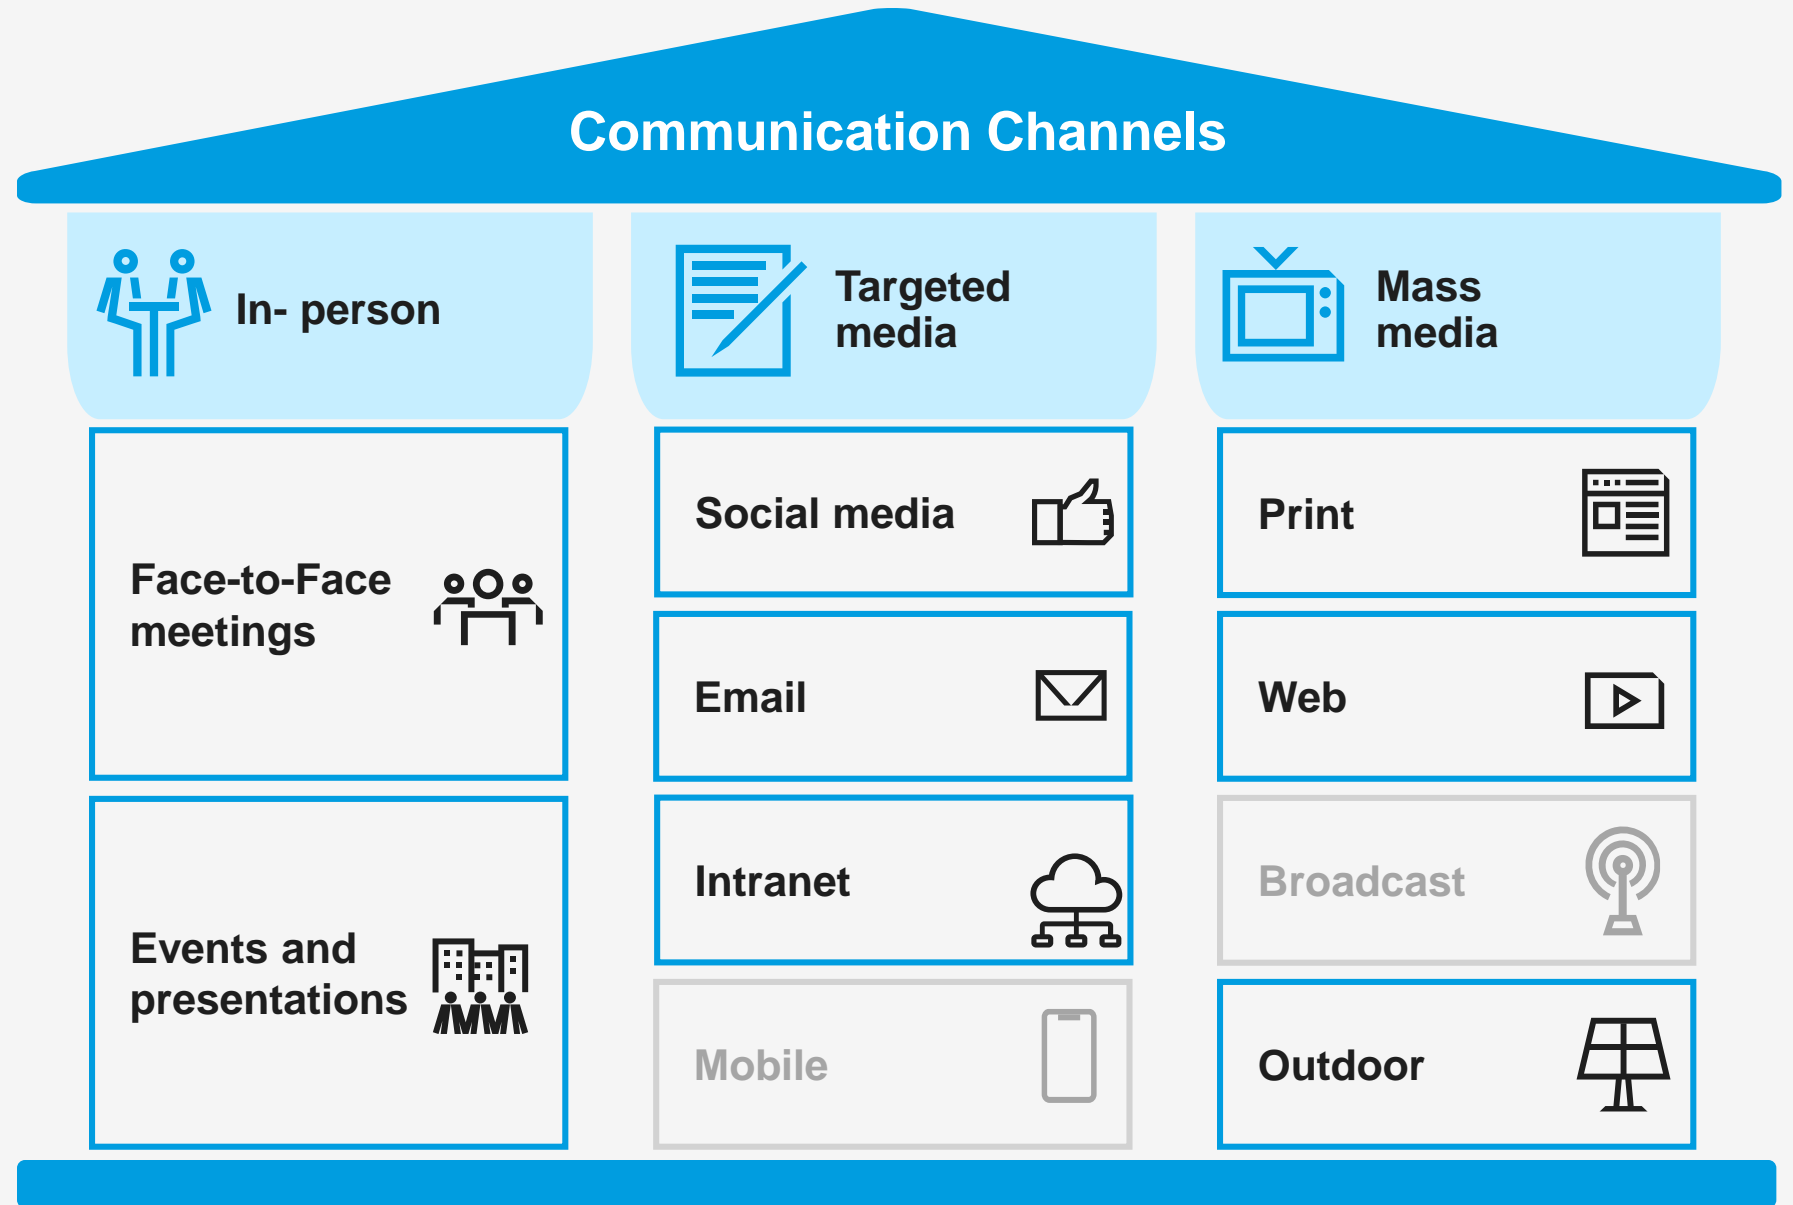 Communication Channels
In- person
Face-to-Face
meetings
Events and
presentations
Targeted
media
Social media
Email
Intranet
Mobile
Mass
media
Print
Web
Broadcast
Outdoor